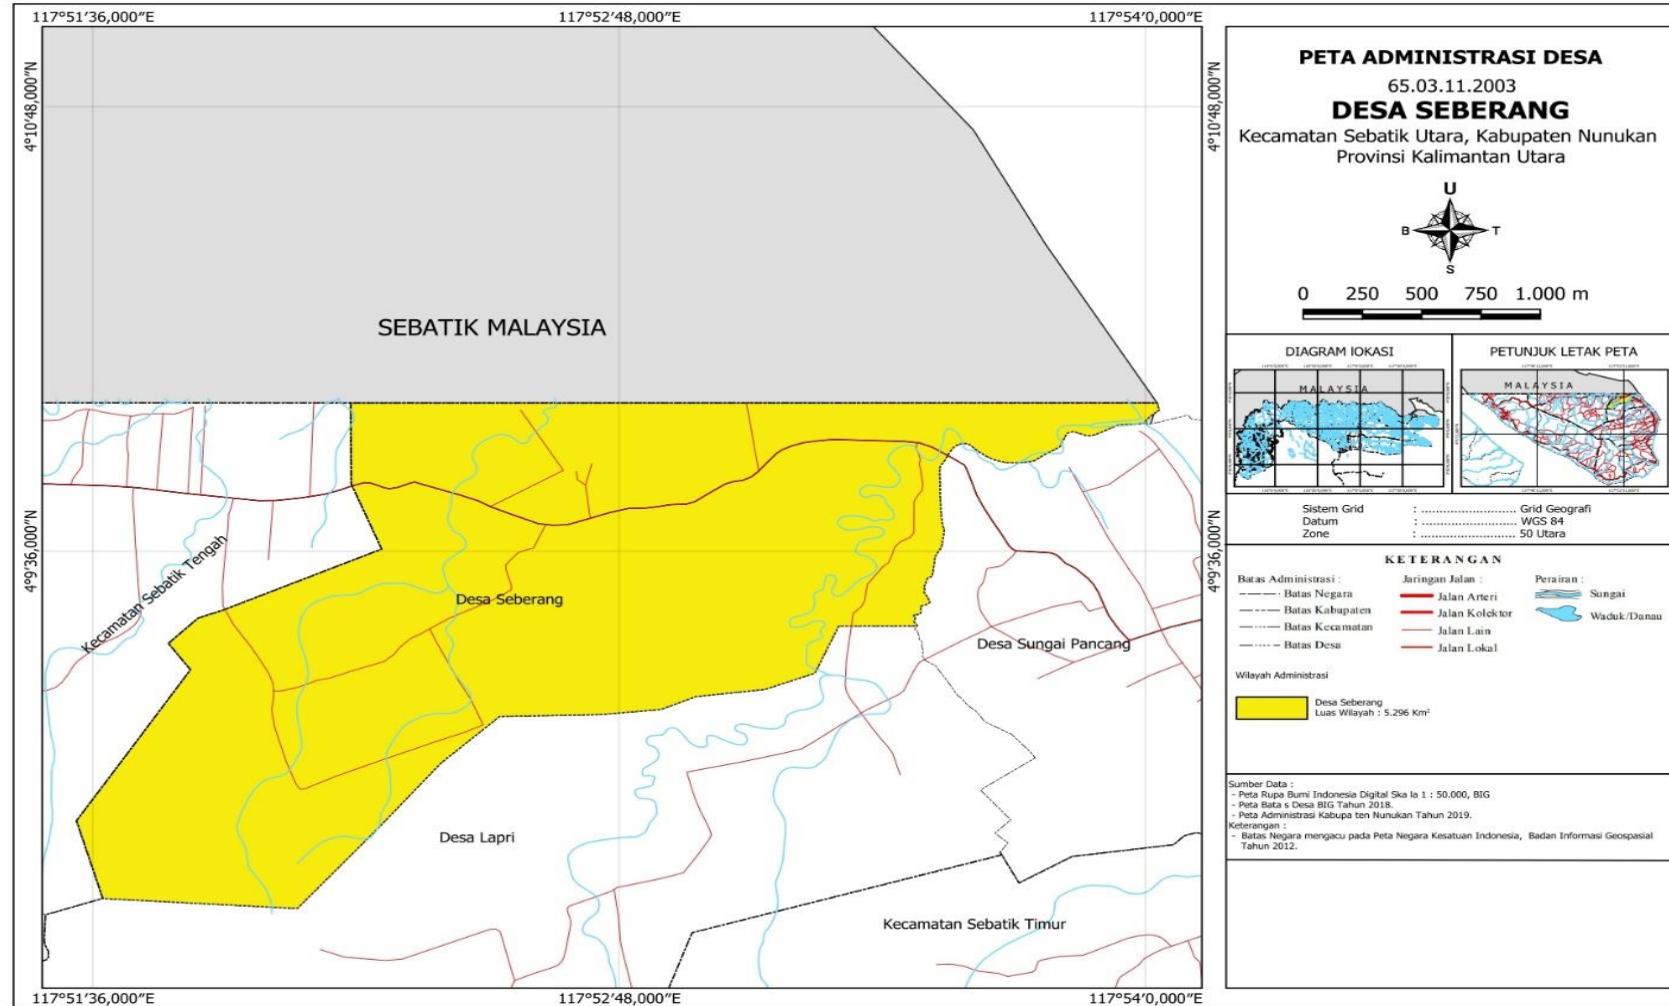 117°51'36,000"E
117°52'48,000"E
117°54'0,000"E
4°10'48,000"N
4°10'48,000"N
SEBATIK MALAYSIA
4°9'36,000"N
4°9'36,000"N
Kecamatan Sebatik Tengah
Desa Seberang
Desa Sungai Pancang
Desa Lapri
Kecamatan Sebatik Timur
117°51'36,000"E
117°52'48,000"E
117°54'0,000"E
PETA ADMINISTRASI DESA
65.03.11.2003
DESA SEBERANG
Kecamatan Sebatik Utara, Kabupaten Nunukan
Provinsi Kalimantan Utara
U
B T
S
0 250 500 750 1.000 m
DIAGRAM lOKASI
MALAYSIA
PETUNJUK LETAK PETA
MALAYSIA
Sistem Grid : ........................ Grid Geografi
Datum : ........................ WGS 84
Zone : ........................ 50 Utara
KETERANGAN
Batas Administrasi :
Batas Negara
Batas Kabupaten
Batas Kecamatan
Batas Desa
Jaringan Jalan :
Jalan Arteri
Jalan Kolektor
Jalan Lain
Jalan Lokal
Perairan :
Sungai
Waduk/Danau
Wilayah Administrasi
Desa Seberang
Luas Wilayah : 5.296 Km²
Sumber Data :
- Peta Rupa Bumi Indonesia Digital Ska la 1 : 50.000, BIG
- Peta Bata s Desa BIG Tahun 2018.
- Peta Administrasi Kabupa ten Nunukan Tahun 2019.
Keterangan :
- Batas Negara mengacu pada Peta Negara Kesatuan Indonesia, Badan Informasi Geospasial
Tahun 2012.